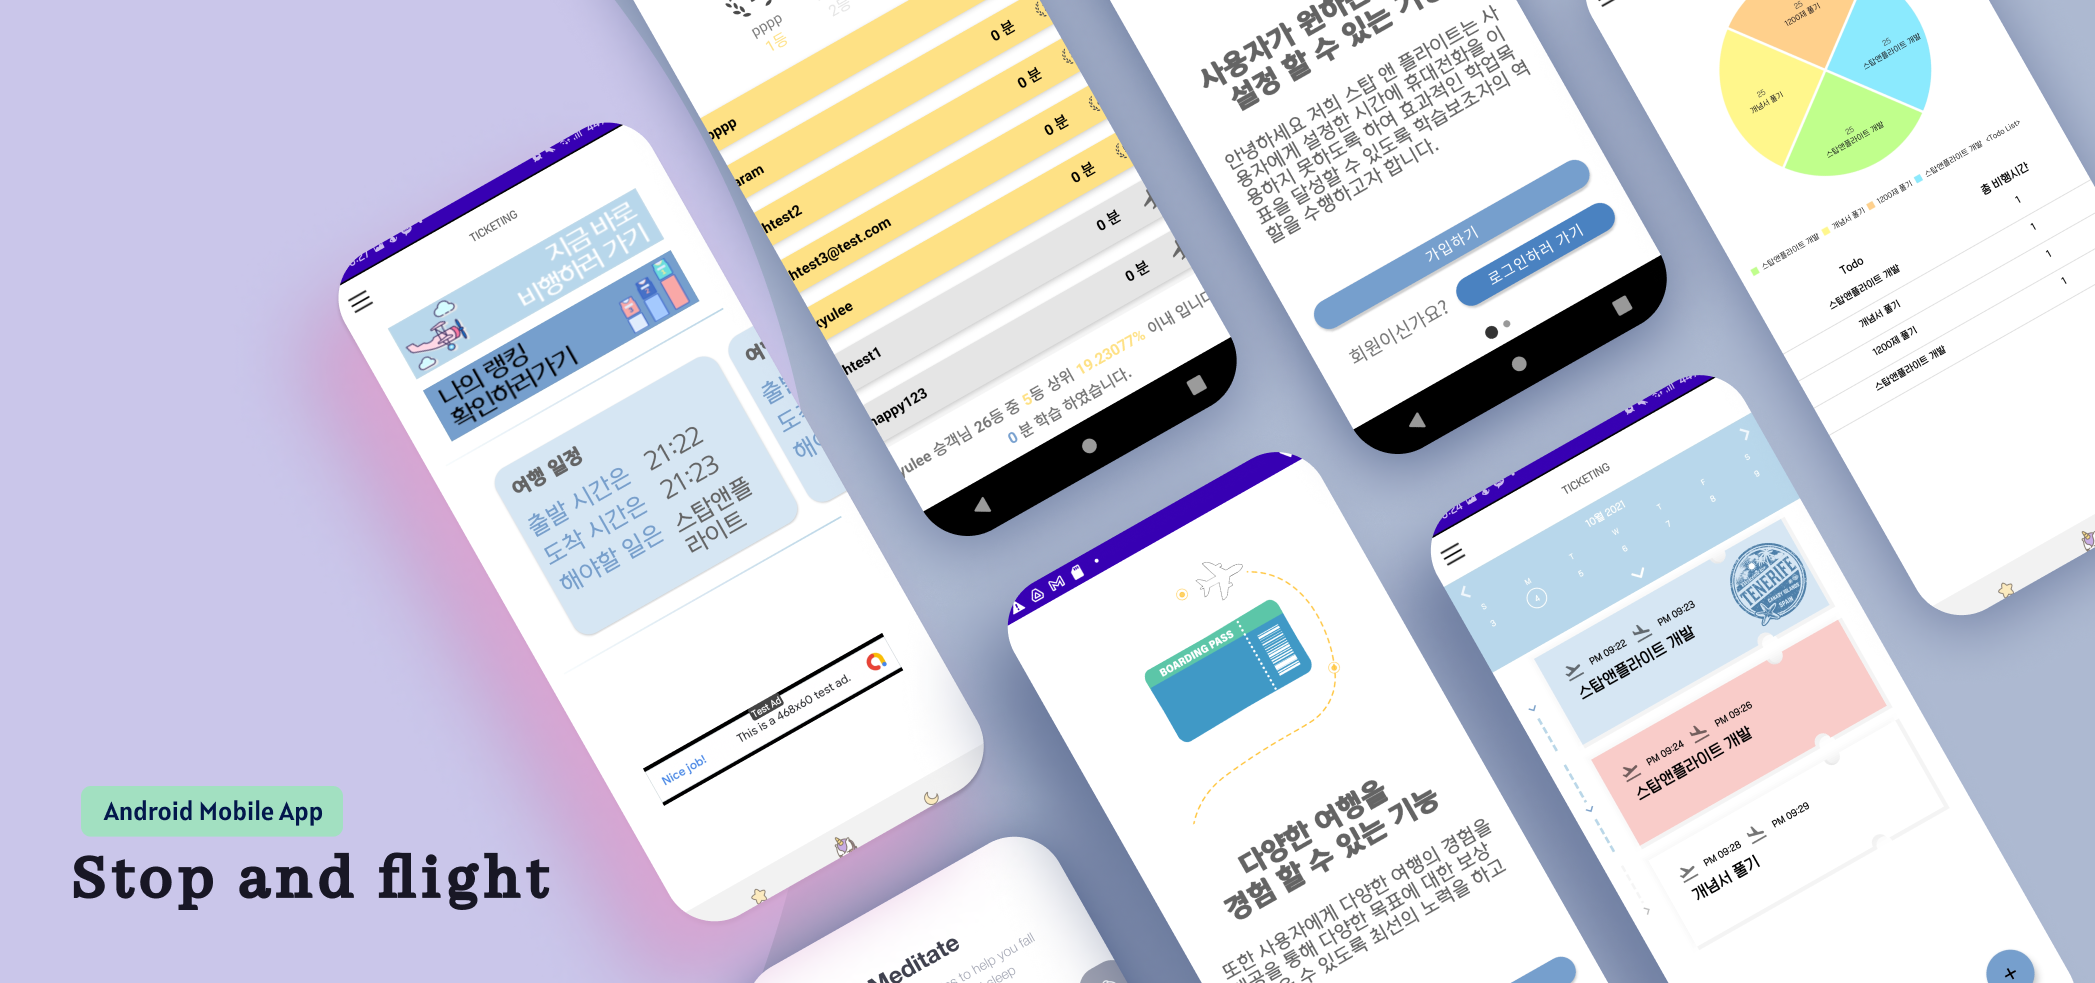 Android Mobile App
Stop and flight
TICKETING
지금 바로
비행하러 가기
나의 랭킹
확인하러가기
여행 일정
출발 시간은 21:22
도착 시간은 21:23
해야할 일은 스탑앤플
라이트
여
출
도
해
Nice job!
Test Ad
This is a 468x60 test ad.
pppp
1등
2등
pppp 0 분
aram 0 분
htest2 0 분
htest3@test.com 0 분
kyulee 0 분
htest1 0 분
happy123 0 분
yulee 승객님 26등 중 5등 상위 19.23077% 이내 입니다
0 분 학습 하였습니다.
사용자가 원하는
설정 할 수 있는 기능
안녕하세요 저희 스탑 앤 플라이트는 사
용자에게 설정한 시간에 휴대전화을 이
용하지 못하도록 하여 효과적인 학업목
표을 달성할 수 있도록 학습보조자의 역
할을 수행하고자 합니다.
가입하기
회원이신가요? 로그인하러 가기
25
1200제 풀기
25
스탑앤플라이트 개발
25
개념서 풀기
25
스탑앤플라이트 개발
스탑앤플라이트 개발 개념서 풀기 1200제 풀기 스탑앤플라이트 개발 <Todo List>
Todo 총 비행시간
스탑앤플라이트 개발 1
개념서 풀기 1
1200제 풀기 1
스탑앤플라이트 개발 1
BOARDING PASS
다양한 여행을
경험 할 수 있는 기능
또한 사용자에게 다양한 여행의 경험을
제공을 통해 다양한 목표에 대한 보상
수 있도록 최선의 노력을 하고
TICKETING
10월 2021
S M T W T F S
3 4 5 6 7 8 9
PM 09:22 PM 09:23
스탑앤플라이트 개발
TENERIFE
CANARY ISLANDS
SPAIN
PM 09:24 PM 09:26
스탑앤플라이트 개발
PM 09:28 PM 09:29
개념서 풀기
+
Meditate
to help you fall
sleep